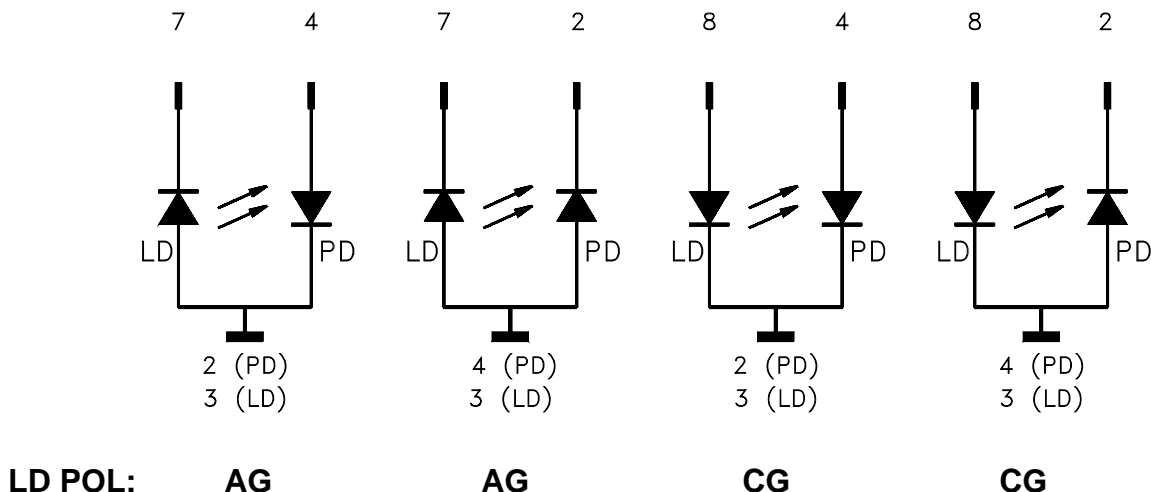 7 4 7 2 8 4 8 2
LD PD LD PD LD PD LD PD
2 (PD) 4 (PD) 2 (PD) 4 (PD)
3 (LD) 3 (LD) 3 (LD) 3 (LD)
LD POL: AG AG CG CG